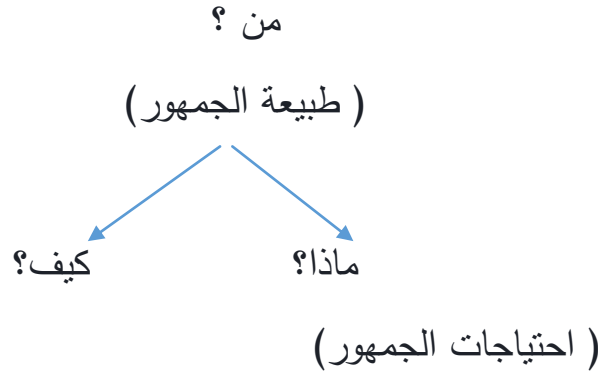 من ؟
( طبيعة الجمهور)
ماذا؟
كيف؟
( احتياجات الجمهور)